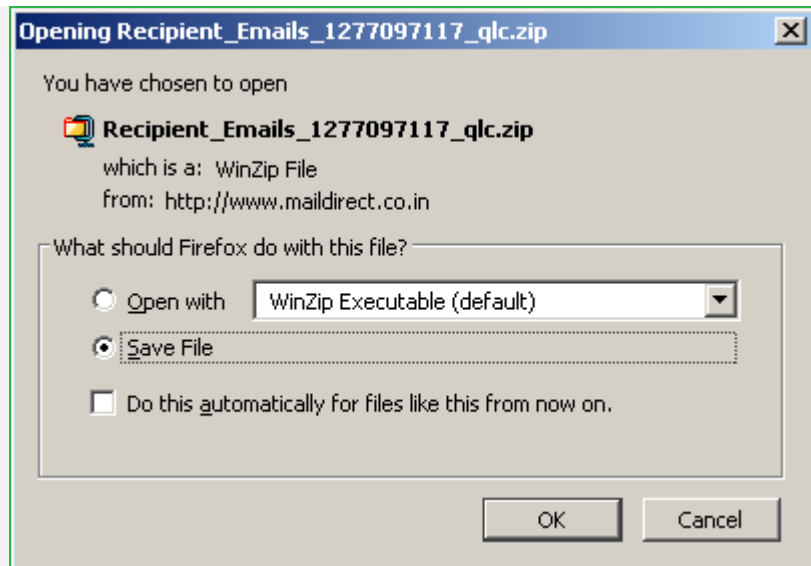 Opening Recipient_Emails_1277097117_qlc.zip
You have chosen to open
Recipient_Emails_1277097117_qlc.zip
which is a: WinZip File
from: http://www.maildirect.co.in
What should Firefox do with this file?
Open with WinZip Executable (default)
Save File
Do this automatically for files like this from now on.
OK Cancel